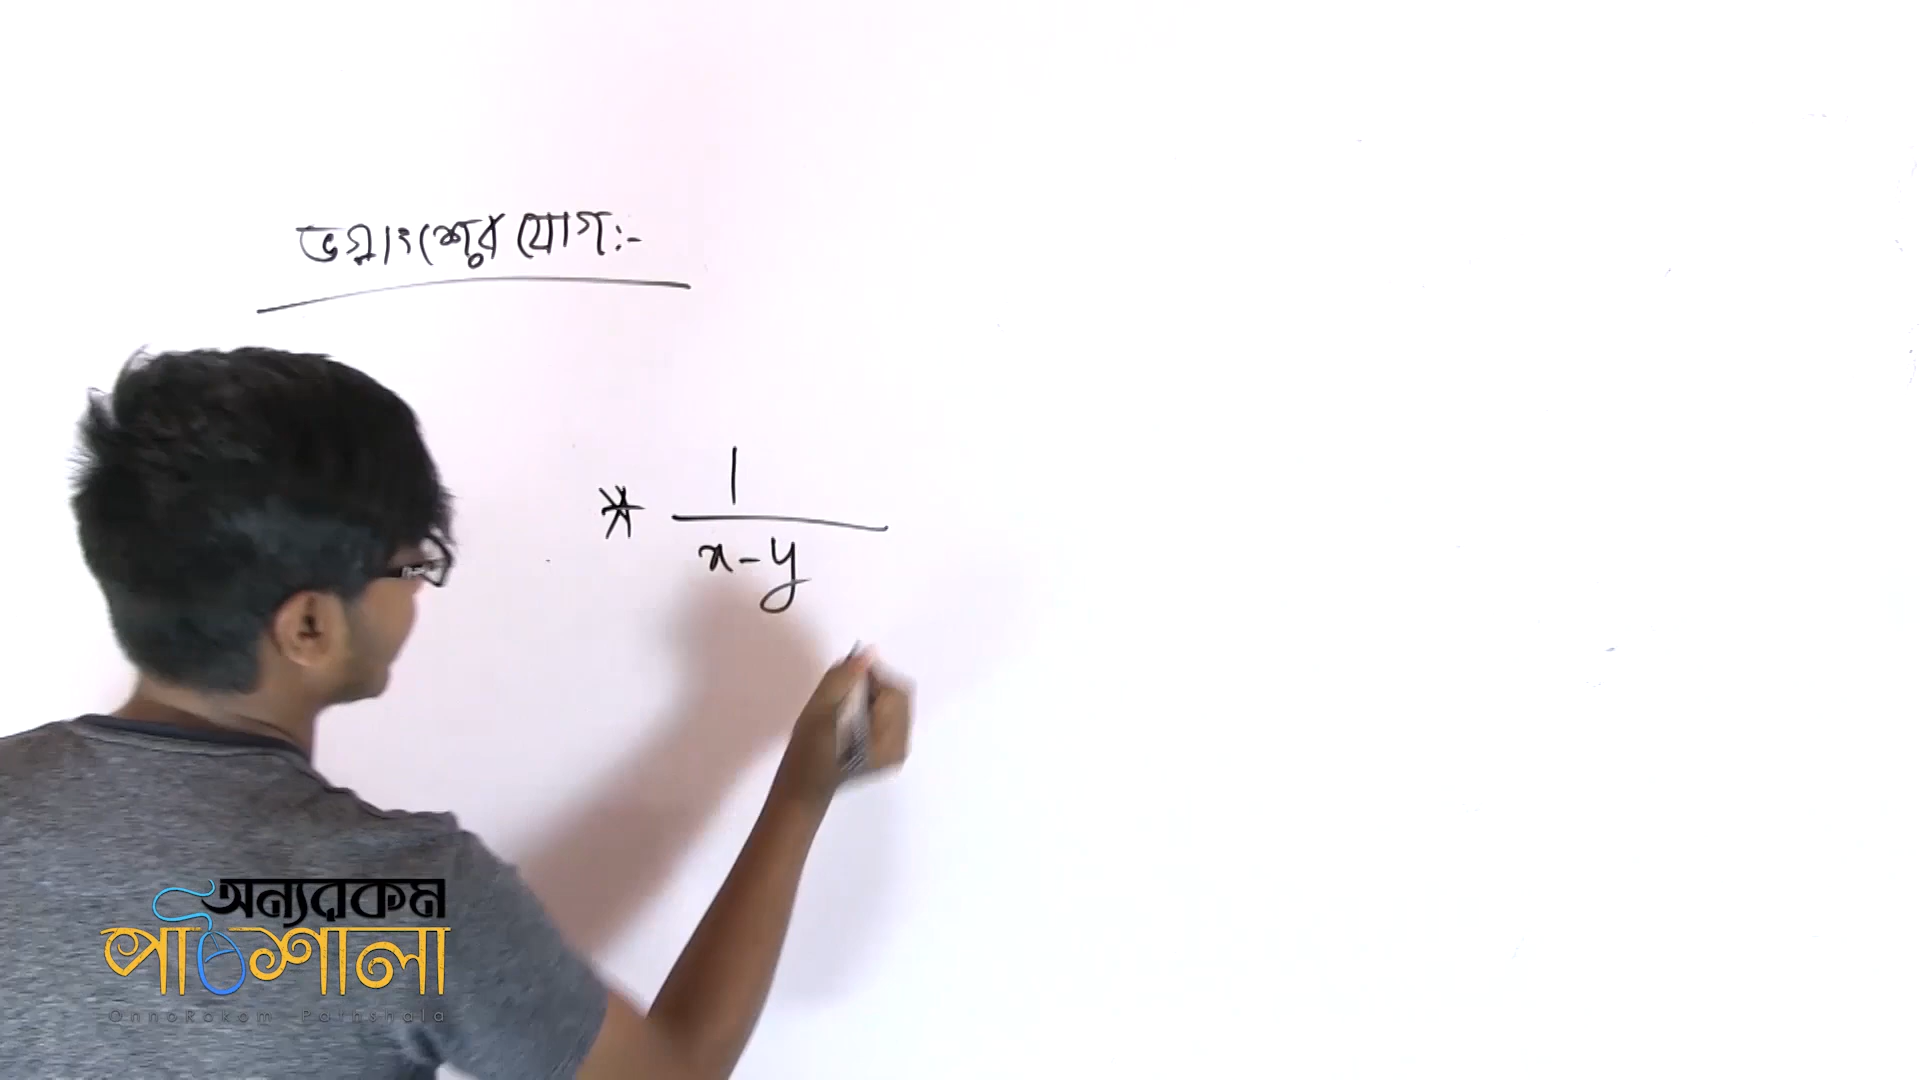 ভগ্নাংশের যোগ:-
* 1
x-y
অন্যরকম
পাঠশালা
OnnoRokom Pathshala